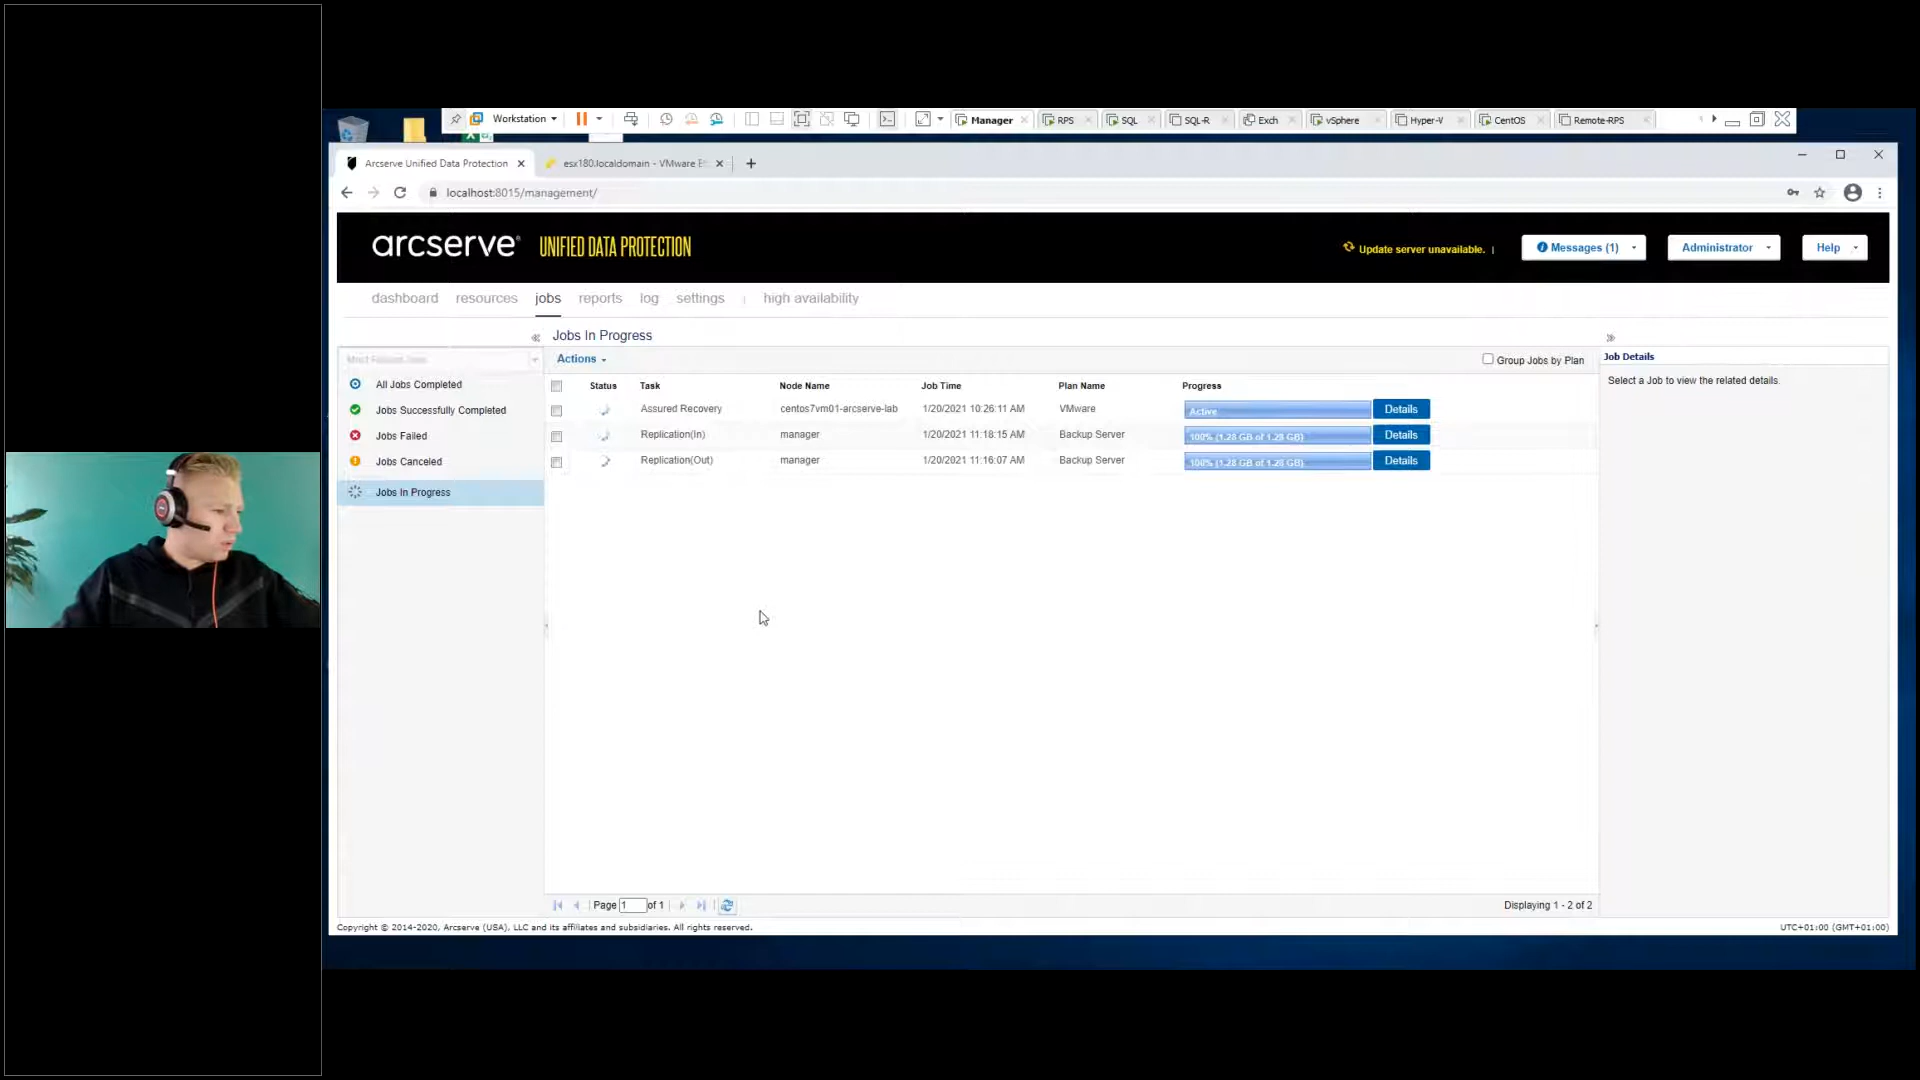 Workstation
Manager
RPS
SQL
SQL-R
Exch
vSphere
Hyper-V
CentOS
Remote-RPS
Arcserve Unified Data Protection
esx180.localdomain - VMware E
localhost:8015/management/
arcserve® UNIFIED DATA PROTECTION
Update server unavailable. |
Messages (1)
Administrator
Help
dashboard
resources
jobs
reports
log
settings
high availability
Jobs In Progress
Actions
Group Jobs by Plan
Job Details
Select a Job to view the related details.
All Jobs Completed
Jobs Successfully Completed
Jobs Failed
Jobs Canceled
Jobs In Progress
Status Task Node Name Job Time Plan Name Progress
Assured Recovery centos7vm01-arcserve-lab 1/20/2021 10:26:11 AM VMware Active Details
Replication(In) manager 1/20/2021 11:18:15 AM Backup Server 100% (1.28 GB of 1.28 GB) Details
Replication(Out) manager 1/20/2021 11:16:07 AM Backup Server 100% (1.28 GB of 1.28 GB) Details
Page 1 of 1
Displaying 1 - 2 of 2
Copyright © 2014-2020, Arcserve (USA), LLC and its affiliates and subsidiaries. All rights reserved.
UTC+01:00 (GMT+01:00)